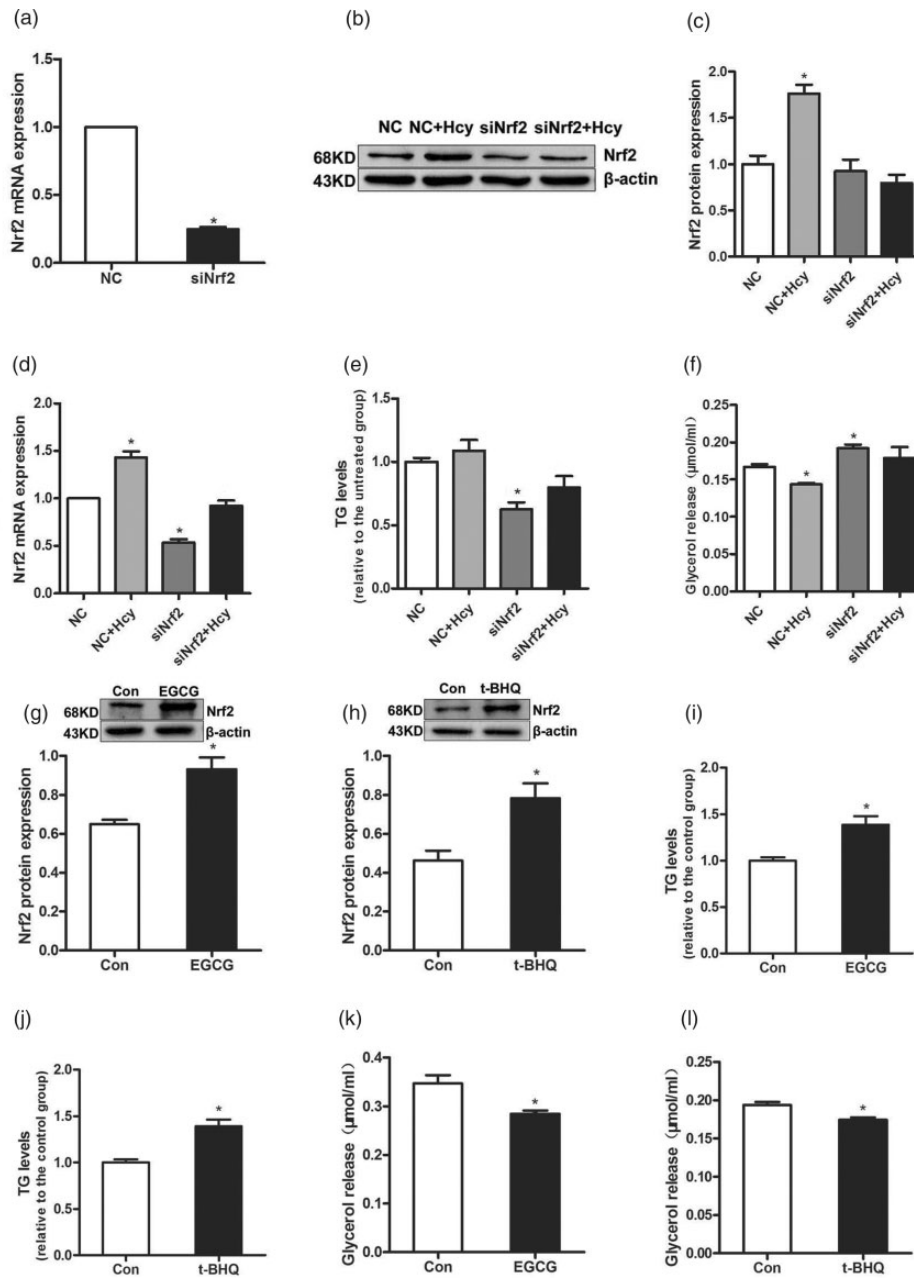 (a)
Nrf2 mRNA expression
1.5
1.0
0.5
0.0
*
NC siNrf2
(b)
NC NC+Hcy siNrf2 siNrf2+Hcy
68KD Nrf2
43KD β-actin
(c)
Nrf2 protein expression
2.0
1.5
1.0
0.5
0.0
*
NC NC+Hcy siNrf2 siNrf2+Hcy
(d)
Nrf2 mRNA expression
2.0
1.5
1.0
0.5
0.0
*
*
NC NC+Hcy siNrf2 siNrf2+Hcy
(e)
TG levels
(relative to the untreated group)
1.5
1.0
0.5
0.0
*
NC NC+Hcy siNrf2 siNrf2+Hcy
(f)
Glycerol release (μmol/ml)
0.25
0.20
0.15
0.10
0.05
0.00
*
*
NC NC+Hcy siNrf2 siNrf2+Hcy
(g)
Con EGCG
68KD Nrf2
43KD β-actin
Nrf2 protein expression
1.0
0.8
0.6
0.4
0.2
0.0
*
Con EGCG
(h)
Con t-BHQ
68KD Nrf2
43KD β-actin
Nrf2 protein expression
1.0
0.8
0.6
0.4
0.2
0.0
*
Con t-BHQ
(i)
TG levels
(relative to the control group)
2.0
1.5
1.0
0.5
0.0
*
Con EGCG
(j)
TG levels
(relative to the control group)
2.0
1.5
1.0
0.5
0.0
*
Con t-BHQ
(k)
Glycerol release (μmol/ml)
0.4
0.3
0.2
0.1
0.0
*
Con EGCG
(l)
Glycerol release (μmol/ml)
0.25
0.20
0.15
0.10
0.05
0.00
*
Con t-BHQ